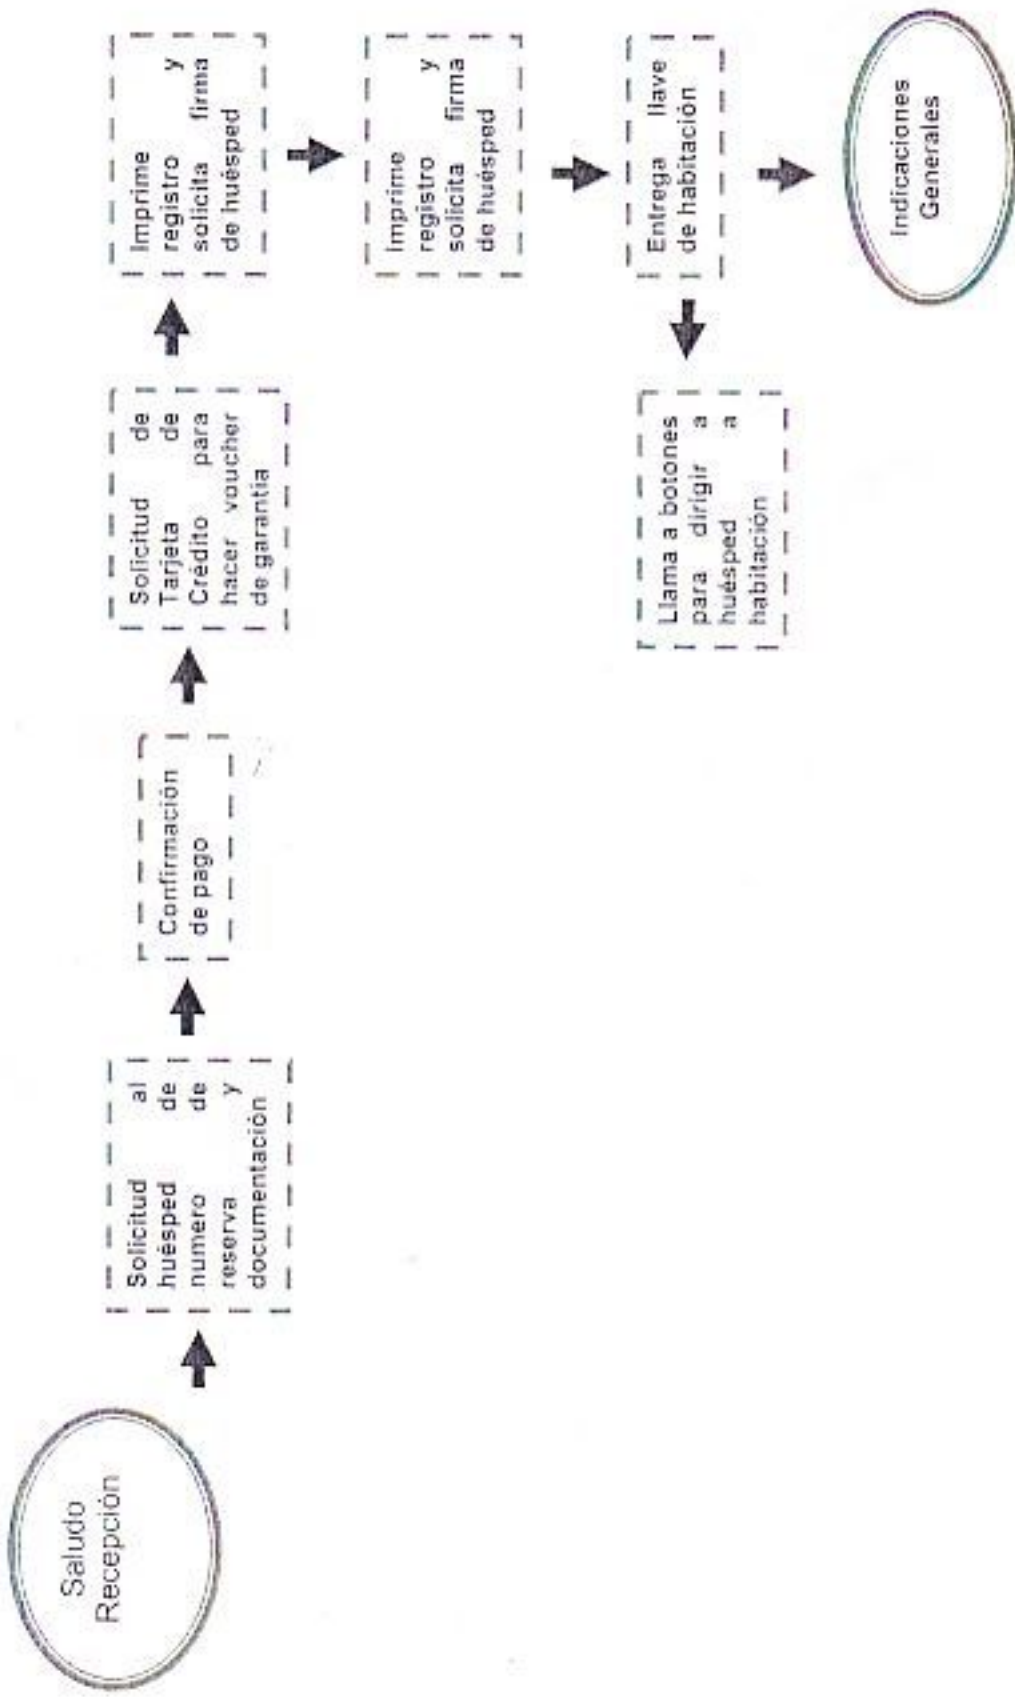 Saludo
Recepción
Solicitud al
huésped de
numero de
reserva y
documentación
Confirmación
de pago
Solicitud de
Tarjeta de
Crédito para
hacer voucher
de garantía
Imprime
registro y
solicita firma
de huésped
Imprime
registro y
solicita firma
de huésped
Entrega llave
de habitación
Llama a botones
para dirigir a
huésped a
habitación
Indicaciones
Generales